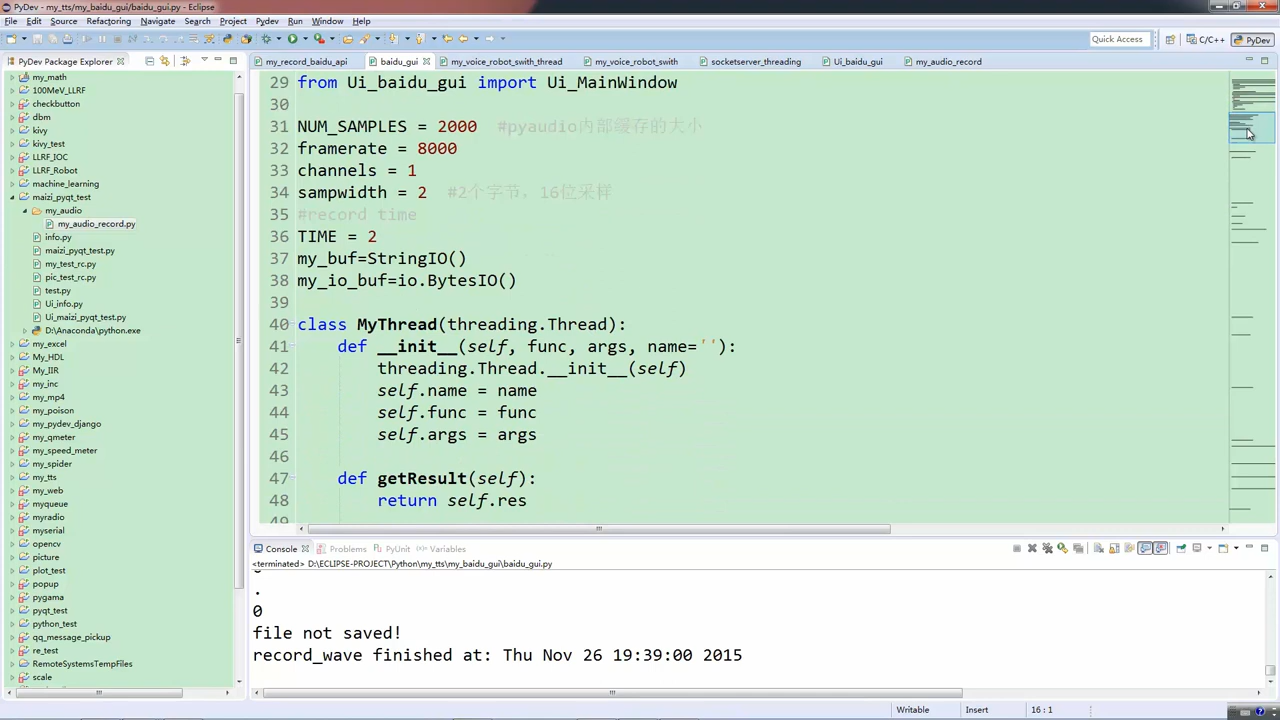 PyDev - my_tts/my_baidu_gui/baidu_gui.py - Eclipse
File Edit Source Refactoring Navigate Search Project Pydev Run Window Help
Quick Access C/C++ PyDev
PyDev Package Explorer
my_math
100MeV_LLRF
checkbutton
dbm
kivy
kivy_test
LLRF_IOC
LLRF_Robot
machine_learning
maizi_pyqt_test
my_audio
my_audio_record.py
info.py
maizi_pyqt_test.py
my_test_rc.py
pic_test_rc.py
test.py
Ui_info.py
Ui_maizi_pyqt_test.py
D:\Anaconda\python.exe
my_excel
My_HDL
My_IIR
my_inc
my_mp4
my_poison
my_pydev_django
my_qmeter
my_speed_meter
my_spider
my_tts
my_web
myqueue
myradio
myserial
opencv
picture
plot_test
popup
pygama
pyqt_test
python_test
qq_message_pickup
re_test
RemoteSystemsTempFiles
scale
my_record_baidu_api baidu_gui my_voice_robot_swith_thread my_voice_robot_swith socketserver_threading Ui_baidu_gui my_audio_record
29 from Ui_baidu_gui import Ui_MainWindow
30
31 NUM_SAMPLES = 2000 #pyaudio内部缓存的大小
32 framerate = 8000
33 channels = 1
34 sampwidth = 2 #2个字节，16位采样
35 #record time
36 TIME = 2
37 my_buf=StringIO()
38 my_io_buf=io.BytesIO()
39
40 class MyThread(threading.Thread):
41 def __init__(self, func, args, name=''):
42 threading.Thread.__init__(self)
43 self.name = name
44 self.func = func
45 self.args = args
46
47 def getResult(self):
48 return self.res
Console Problems PyUnit Variables
<terminated> D:\ECLIPSE-PROJECT\Python\my_tts\my_baidu_gui\baidu_gui.py
.
0
file not saved!
record_wave finished at: Thu Nov 26 19:39:00 2015
Writable Insert 16 : 1